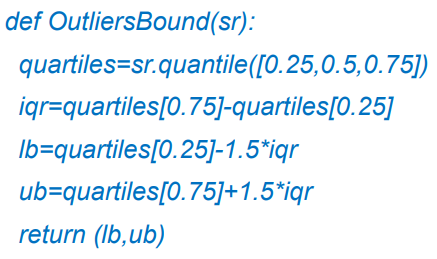 def OutliersBound(sr):
  quartiles=sr.quantile([0.25,0.5,0.75])
  iqr=quartiles[0.75]-quartiles[0.25]
  lb=quartiles[0.25]-1.5*iqr
  ub=quartiles[0.75]+1.5*iqr
  return (lb,ub)